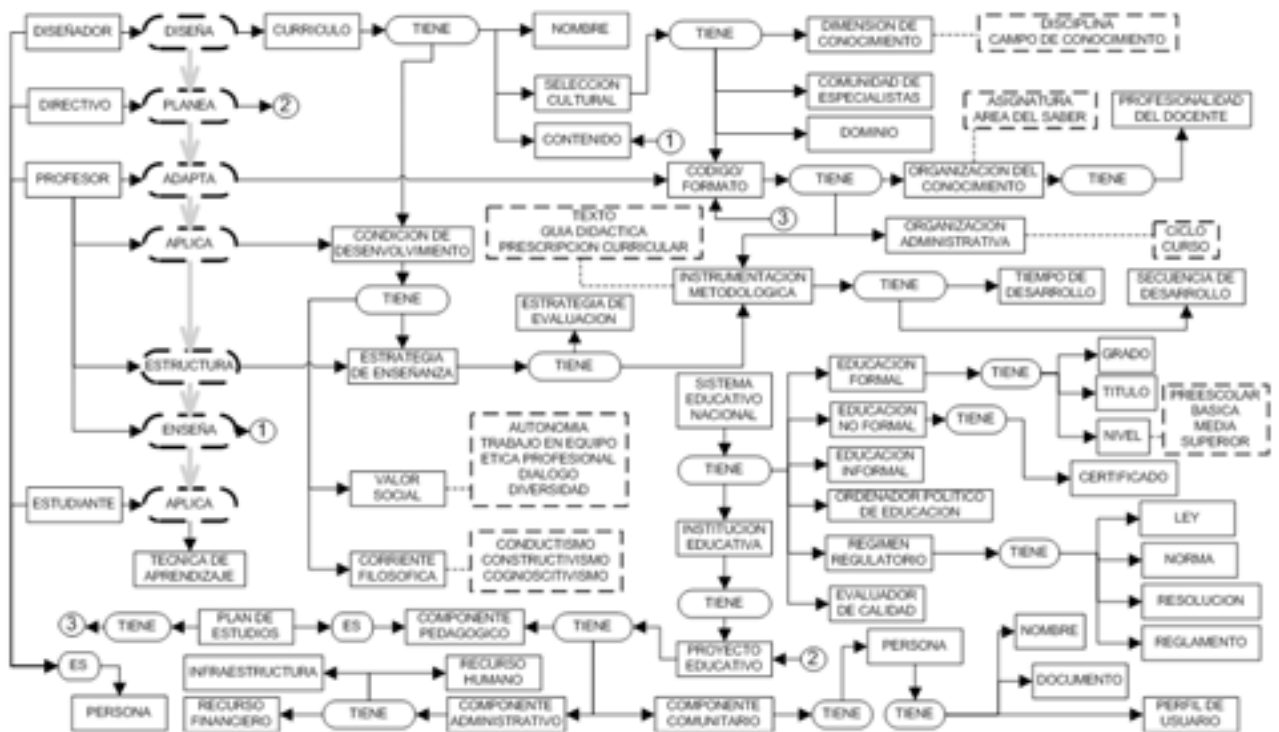 DISEÑADOR
DISEÑA
CURRICULO
TIENE
NOMBRE
TIENE
DIMENSION DE
CONOCIMIENTO
DISCIPLINA
CAMPO DE CONOCIMIENTO
DIRECTIVO
PLANEA
2
SELECCION
CULTURAL
COMUNIDAD DE
ESPECIALISTAS
ASIGNATURA
AREA DEL SABER
PROFESIONALIDAD
DEL DOCENTE
CONTENIDO
1
DOMINIO
PROFESOR
ADAPTA
CODIGO/
FORMATO
TIENE
ORGANIZACION DEL
CONOCIMIENTO
TIENE
3
APLICA
CONDICION DE
DESENVOLVIMIENTO
TEXTO
GUIA DIDACTICA
PRESCRIPCION CURRICULAR
ORGANIZACION
ADMINISTRATIVA
CICLO
CURSO
TIENE
INSTRUMENTACION
METODOLOGICA
TIENE
TIEMPO DE
DESARROLLO
SECUENCIA DE
DESARROLLO
ESTRATEGIA DE
EVALUACION
ESTRUCTURA
ESTRATEGIA
DE ENSEÑANZA
TIENE
SISTEMA
EDUCATIVO
NACIONAL
EDUCACION
FORMAL
TIENE
GRADO
TITULO
NIVEL
PREESCOLAR
BASICA
MEDIA
SUPERIOR
ENSEÑA
1
AUTONOMIA
TRABAJO EN EQUIPO
ETICA PROFESIONAL
DIALOGO
DIVERSIDAD
EDUCACION
NO FORMAL
TIENE
CERTIFICADO
TIENE
EDUCACION
INFORMAL
VALOR
SOCIAL
ESTUDIANTE
APLICA
ORDENADOR POLITICO
DE EDUCACION
INSTITUCION
EDUCATIVA
REGIMEN
REGULATORIO
TIENE
LEY
NORMA
RESOLUCION
REGLAMENTO
TECNICA DE
APRENDIZAJE
CORRIENTE
FILOSOFICA
CONDUCTISMO
CONSTRUCTIVISMO
COGNOSCITIVISMO
TIENE
EVALUADOR
DE CALIDAD
3
TIENE
PLAN DE
ESTUDIOS
ES
COMPONENTE
PEDAGOGICO
TIENE
PROYECTO
EDUCATIVO
2
PERSONA
NOMBRE
ES
INFRAESTRUCTURA
RECURSO
HUMANO
DOCUMENTO
PERSONA
RECURSO
FINANCIERO
TIENE
COMPONENTE
ADMINISTRATIVO
COMPONENTE
COMUNITARIO
TIENE
TIENE
PERFIL DE
USUARIO